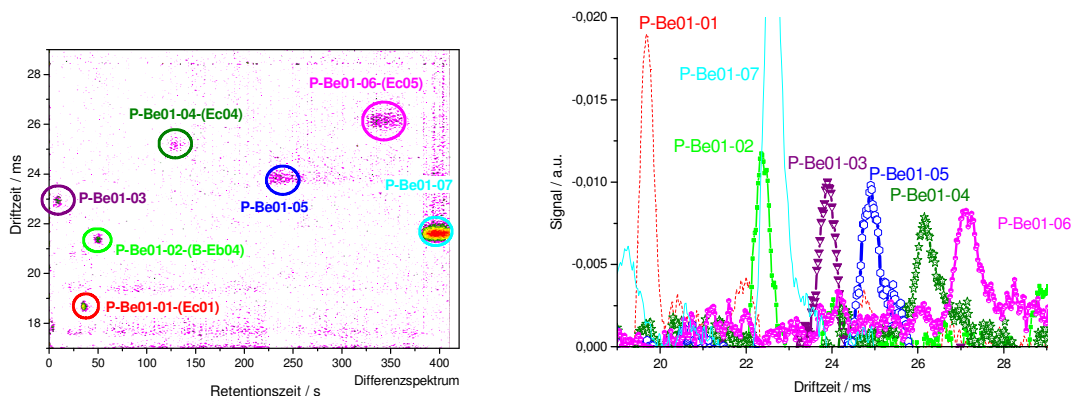 28
26
24
22
20
18
Driftzeit / ms
P-Be01-06-(Ec05)
P-Be01-04-(Ec04)
P-Be01-03
P-Be01-05
P-Be01-07
P-Be01-02-(B-Eb04)
P-Be01-01-(Ec01)
0 50 100 150 200 250 300 350 400
Differenzspektrum
Retentionszeit / s
-0,020
-0,015
-0,010
-0,005
0,000
Signal / a.u.
P-Be01-01
P-Be01-07
P-Be01-02
P-Be01-03
P-Be01-05
P-Be01-04
P-Be01-06
20 22 24 26 28
Driftzeit / ms